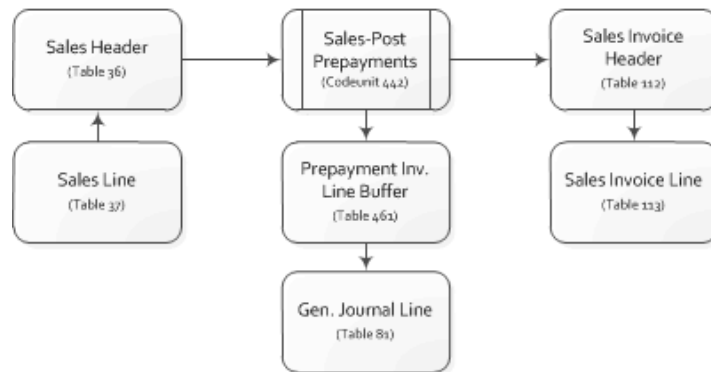 Sales Header
(Table 36)
Sales-Post
Prepayments
(Codeunit 442)
Sales Invoice
Header
(Table 112)
Sales Line
(Table 37)
Prepayment Inv.
Line Buffer
(Table 461)
Sales Invoice Line
(Table 113)
Gen. Journal Line
(Table 81)